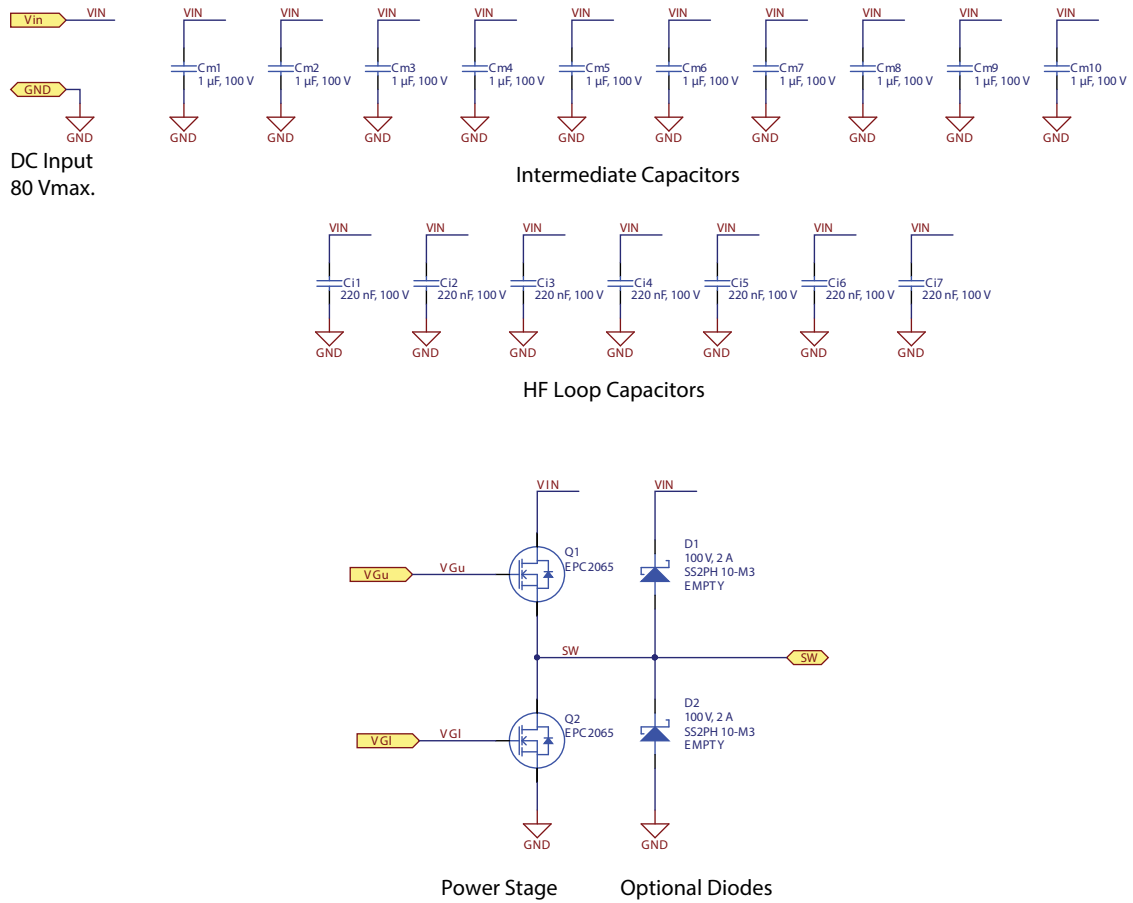 Vin VIN VIN VIN VIN VIN VIN VIN VIN VIN VIN VIN
Cm1 Cm2 Cm3 Cm4 Cm5 Cm6 Cm7 Cm8 Cm9 Cm10
1 µF, 100 V 1 µF, 100 V 1 µF, 100 V 1 µF, 100 V 1 µF, 100 V 1 µF, 100 V 1 µF, 100 V 1 µF, 100 V 1 µF, 100 V 1 µF, 100 V
GND
GND GND GND GND GND GND GND GND GND GND GND
DC Input
80 Vmax.
Intermediate Capacitors
VIN VIN VIN VIN VIN VIN VIN
Ci1 Ci2 Ci3 Ci4 Ci5 Ci6 Ci7
220 nF, 100 V 220 nF, 100 V 220 nF, 100 V 220 nF, 100 V 220 nF, 100 V 220 nF, 100 V 220 nF, 100 V
GND GND GND GND GND GND GND
HF Loop Capacitors
VIN VIN
Q1
EPC2065
D1
100 V, 2 A
SS2PH 10-M3
EMPTY
VGu VGu
SW SW
Q2
EPC2065
D2
100 V, 2 A
SS2PH 10-M3
EMPTY
VGl VGl
GND GND
Power Stage Optional Diodes